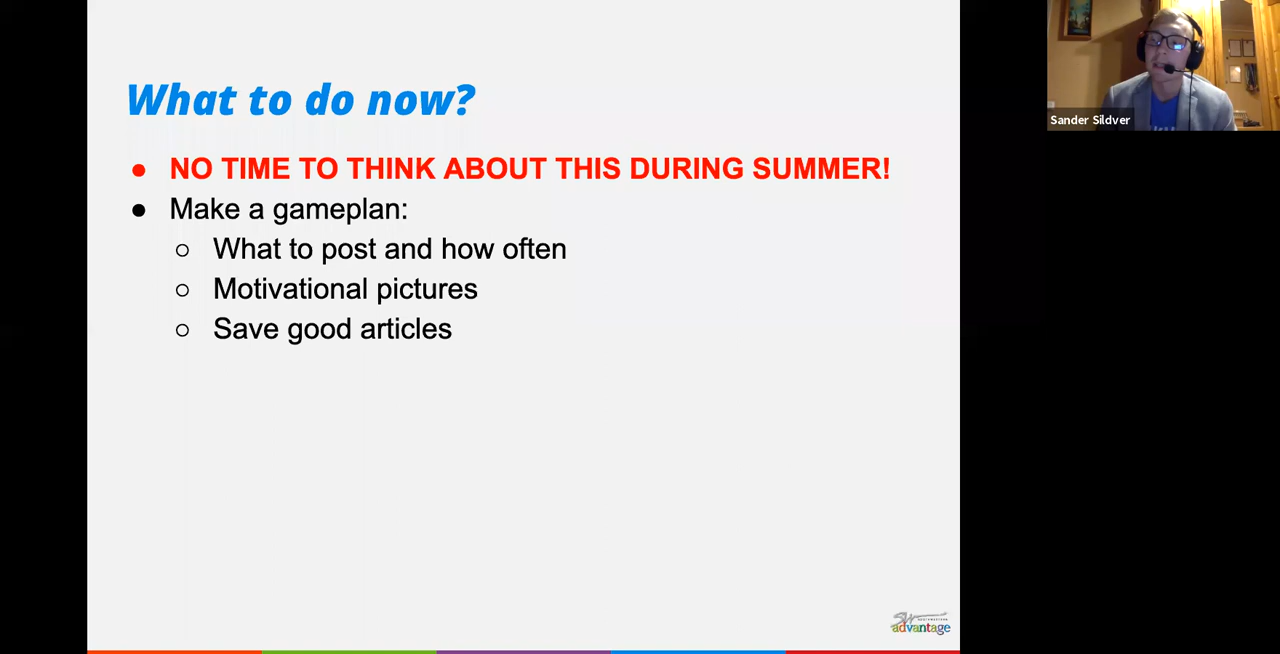 What to do now?
● NO TIME TO THINK ABOUT THIS DURING SUMMER!
● Make a gameplan:
○ What to post and how often
○ Motivational pictures
○ Save good articles
Sander Sildver
SOUTHWESTERN
advantage